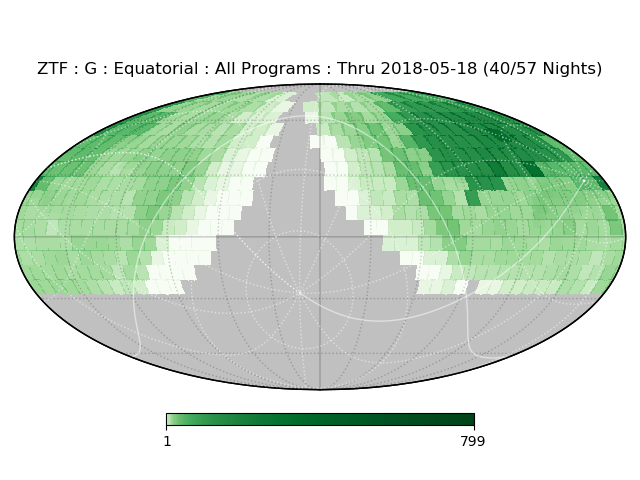 ZTF : G : Equatorial : All Programs : Thru 2018-05-18 (40/57 Nights)
1
799